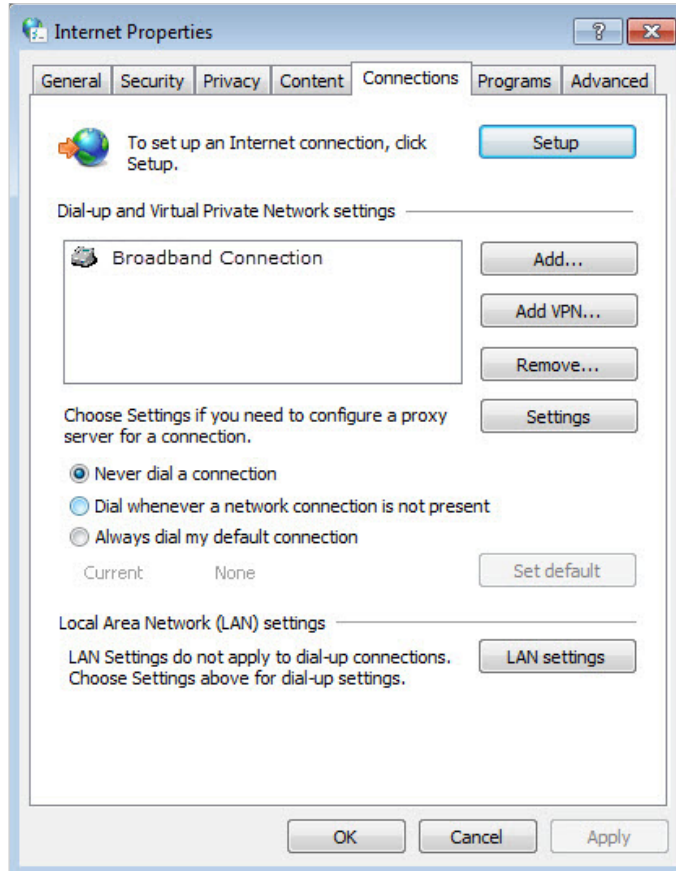 Internet Properties
General Security Privacy Content Connections Programs Advanced
To set up an Internet connection, click
Setup.
Setup
Dial-up and Virtual Private Network settings
Broadband Connection
Add...
Add VPN...
Remove...
Choose Settings if you need to configure a proxy
server for a connection.
Settings
Never dial a connection
Dial whenever a network connection is not present
Always dial my default connection
Current None
Set default
Local Area Network (LAN) settings
LAN Settings do not apply to dial-up connections.
Choose Settings above for dial-up settings.
LAN settings
OK Cancel Apply